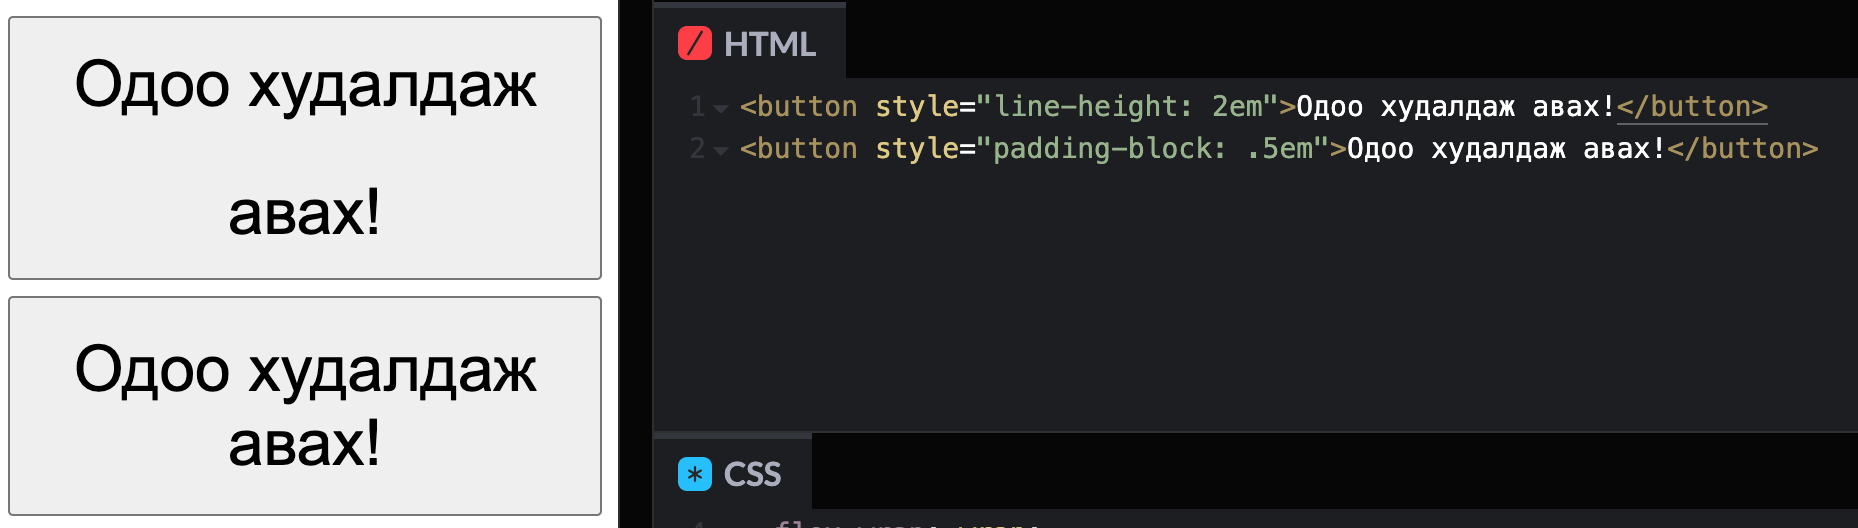 Одоо худалдаж
авах!
Одоо худалдаж
авах!
HTML
1 <button style="line-height: 2em">Одоо худалдаж авах!</button>
2 <button style="padding-block: .5em">Одоо худалдаж авах!</button>
CSS